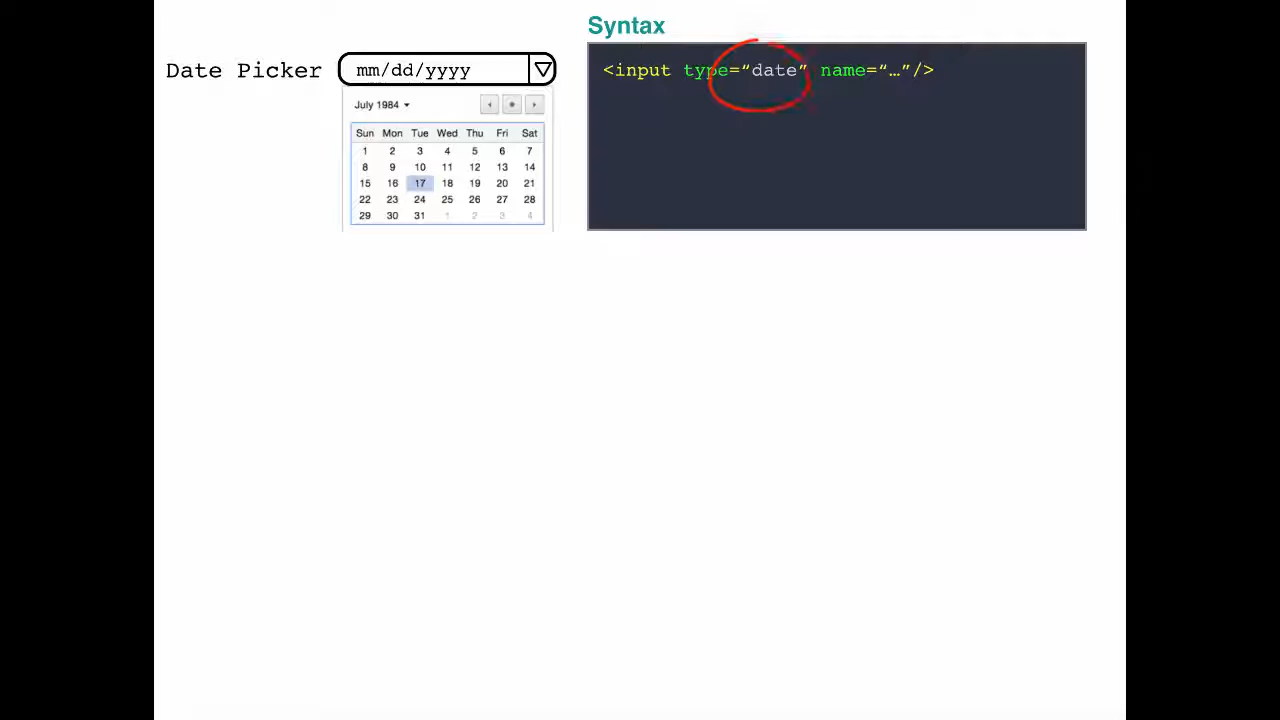 Syntax
Date Picker mm/dd/yyyy
<input type=“date” name=“…”/>
July 1984
Sun Mon Tue Wed Thu Fri Sat
1 2 3 4 5 6 7
8 9 10 11 12 13 14
15 16 17 18 19 20 21
22 23 24 25 26 27 28
29 30 31 1 2 3 4